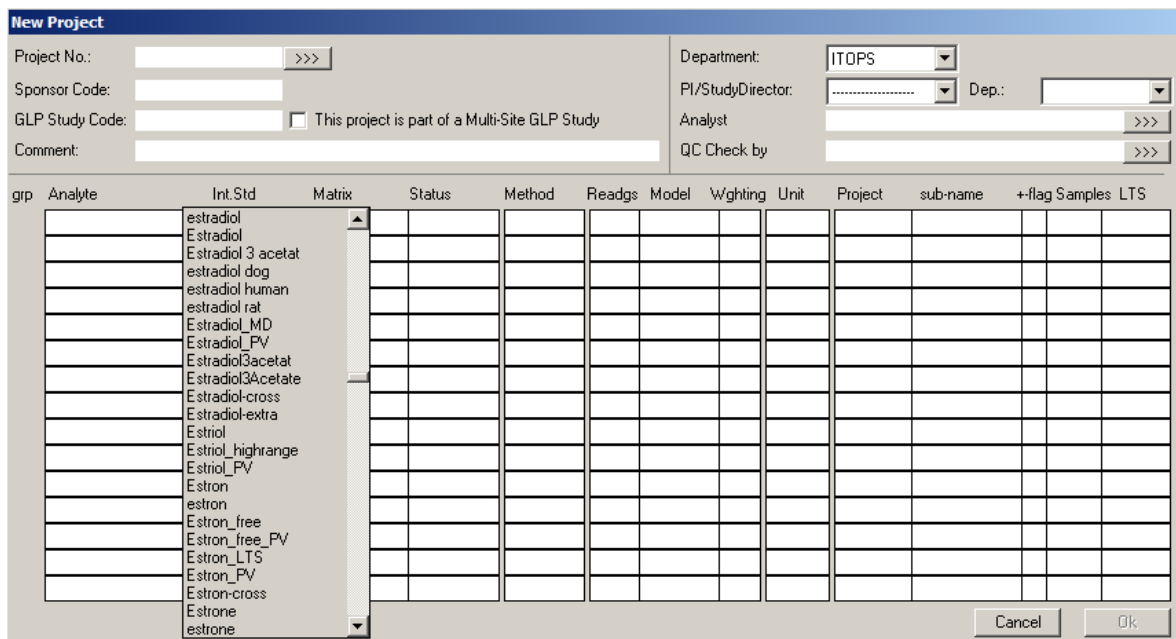 New Project
Project No.: >>> Department: ITOPS
Sponsor Code: PI/StudyDirector: -------------------- Dep.:
GLP Study Code: This project is part of a Multi-Site GLP Study Analyst >>>
Comment: QC Check by >>>
grp Analyte Int.Std Matrix Status Method Readgs Model Wghting Unit Project sub-name +-flag Samples LTS
estradiol
Estradiol
Estradiol 3 acetat
estradiol dog
estradiol human
estradiol rat
Estradiol_MD
Estradiol_PV
Estradiol3acetat
Estradiol3Acetate
Estradiol-cross
Estradiol-extra
Estriol
Estriol_highrange
Estriol_PV
Estron
estron
Estron_free
Estron_free_PV
Estron_LTS
Estron_PV
Estron-cross
Estrone
estrone
Cancel Ok